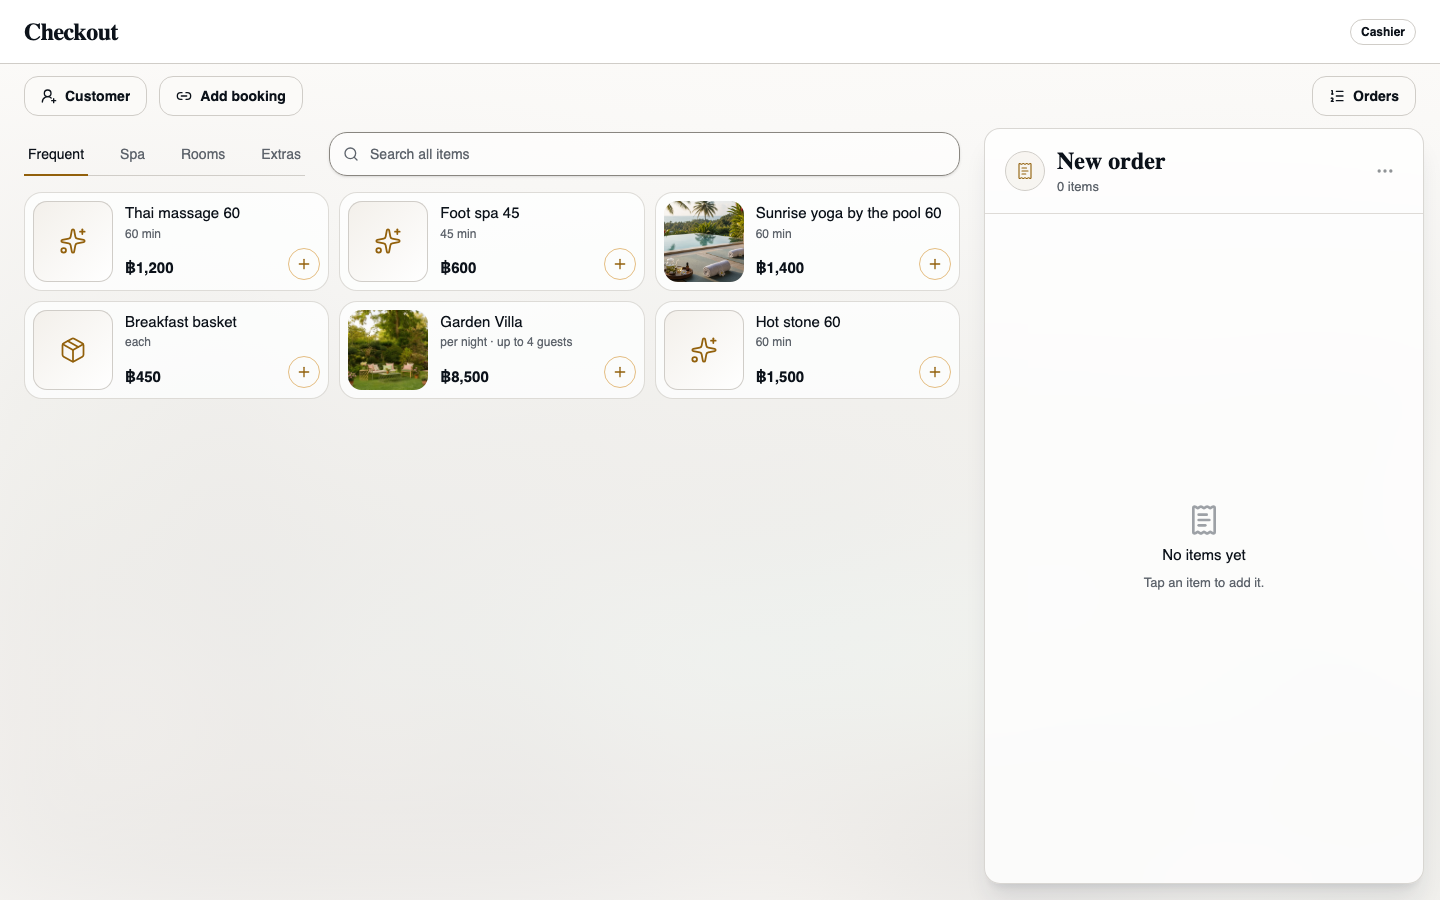 Checkout
Cashier
Customer
Add booking
Orders
Frequent
Spa
Rooms
Extras
Search all items
Thai massage 60
60 min
฿1,200
Foot spa 45
45 min
฿600
Sunrise yoga by the pool 60
60 min
฿1,400
Breakfast basket
each
฿450
Garden Villa
per night · up to 4 guests
฿8,500
Hot stone 60
60 min
฿1,500
New order
0 items
No items yet
Tap an item to add it.